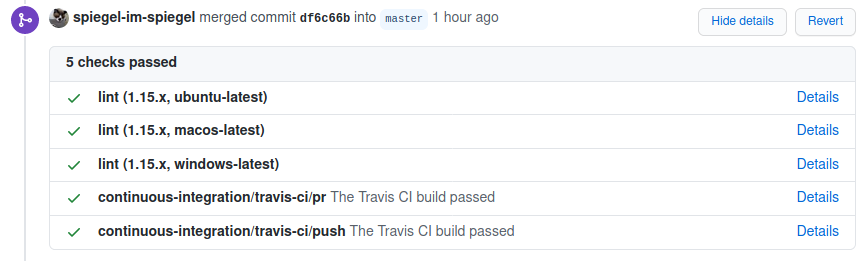 spiegel-im-spiegel merged commit df6c66b into master 1 hour ago Hide details Revert
5 checks passed
lint (1.15.x, ubuntu-latest) Details
lint (1.15.x, macos-latest) Details
lint (1.15.x, windows-latest) Details
continuous-integration/travis-ci/pr The Travis CI build passed Details
continuous-integration/travis-ci/push The Travis CI build passed Details